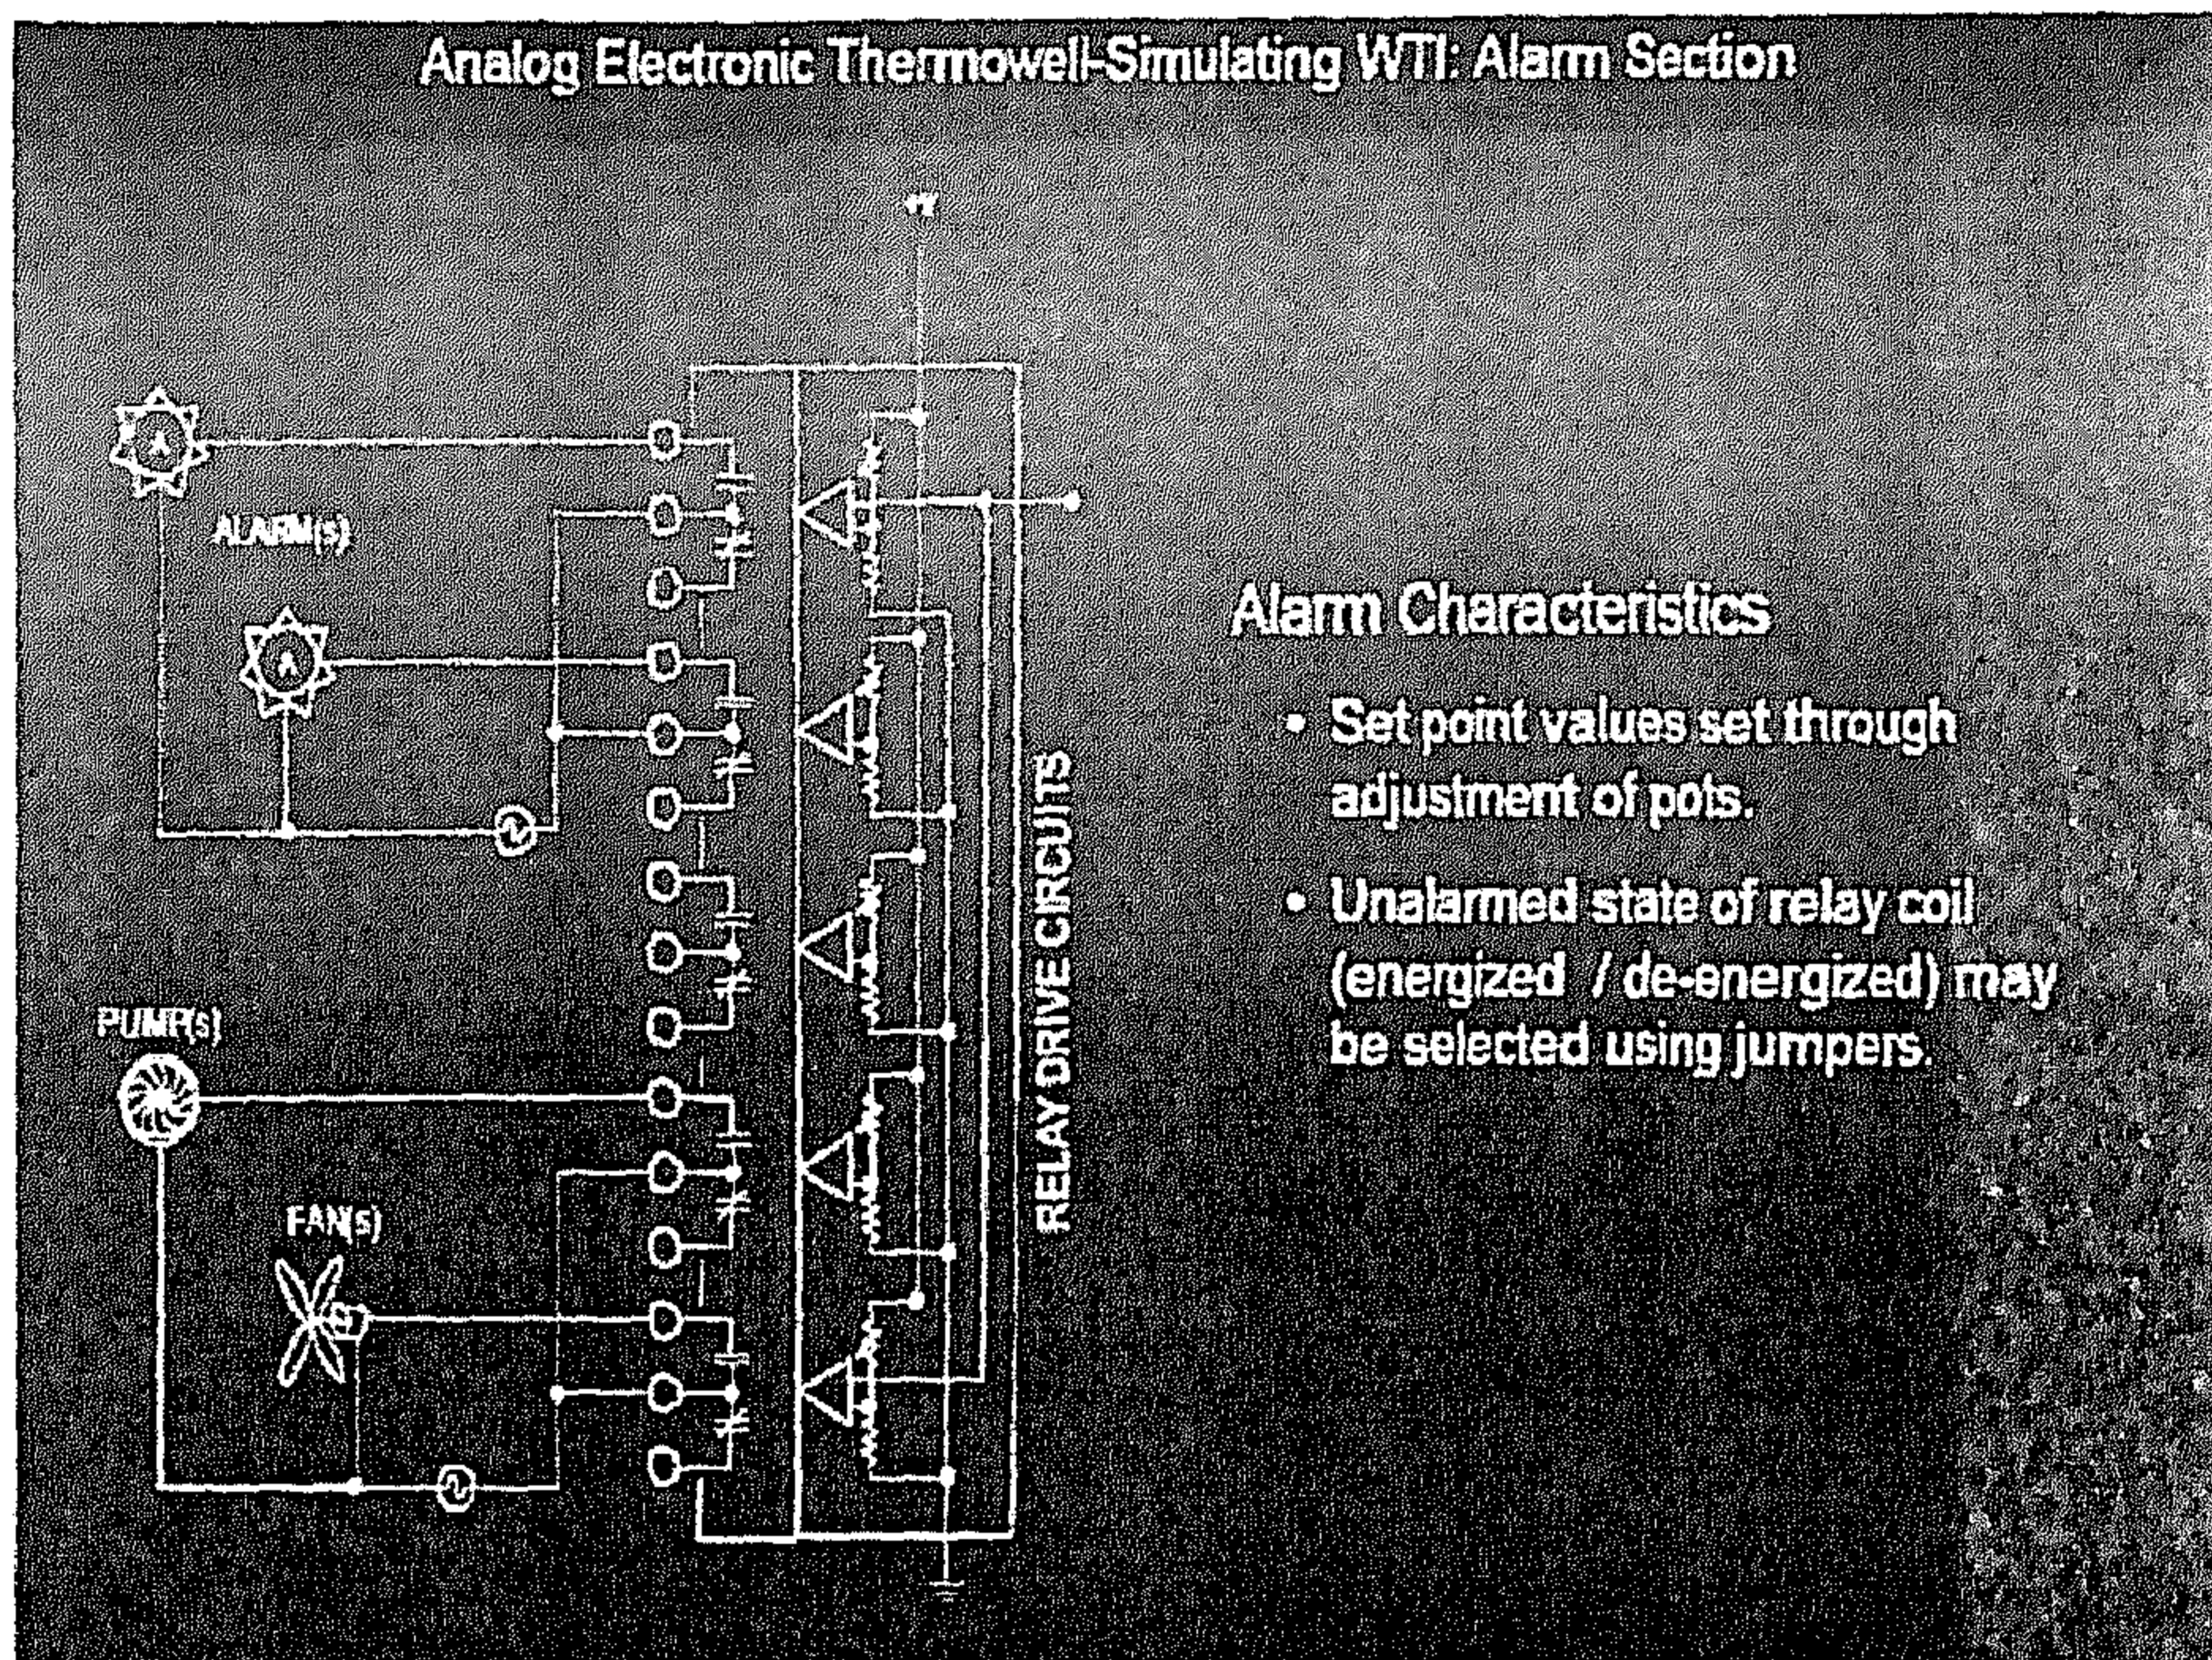 Analog Electronic Thermowell-Simulating WTI: Alarm Section
+V
ALARM(s)
A
A
PUMP(s)
FAN(s)
RELAY DRIVE CIRCUITS
Alarm Characteristics
• Set point values set through
adjustment of pots.
• Unalarmed state of relay coil
(energized / de-energized) may
be selected using jumpers.